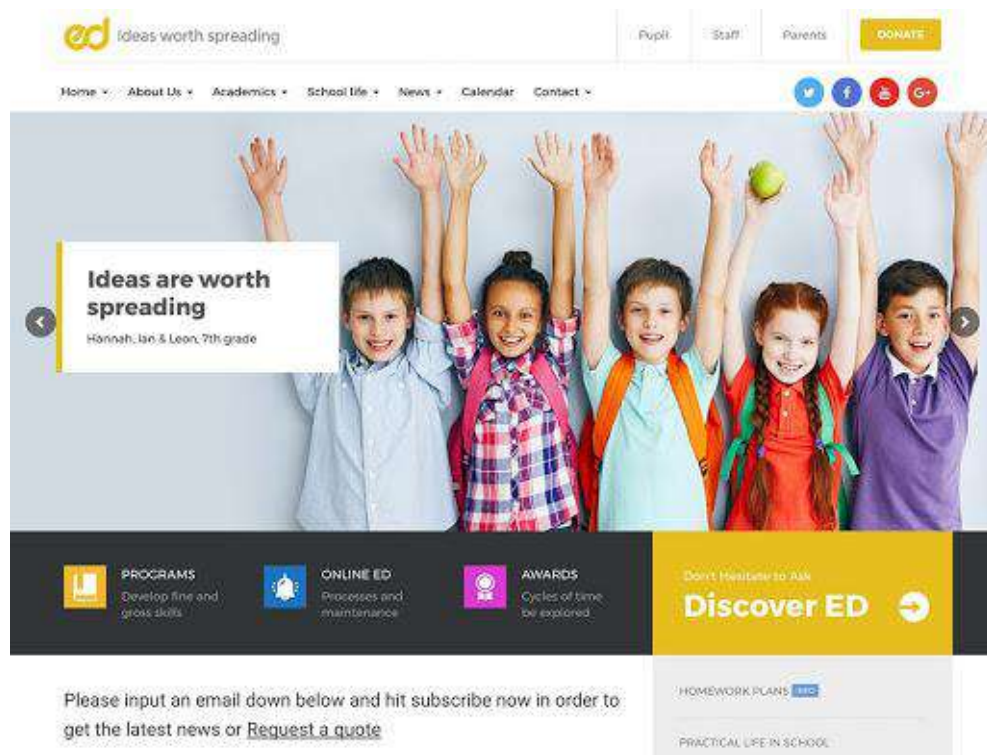 ed Ideas worth spreading
Pupil Staff Parents DONATE
Home About Us Academics School life News Calendar Contact
G+
Ideas are worth
spreading
Hannah, Ian & Leon, 7th grade
PROGRAMS
Develop fine and
gross skills
ONLINE ED
Processes and
maintenance
AWARDS
Cycles of time
be explored
Don't Hesitate to Ask
Discover ED
Please input an email down below and hit subscribe now in order to
get the latest news or Request a quote
HOMEWORK PLANS INFO
PRACTICAL LIFE IN SCHOOL